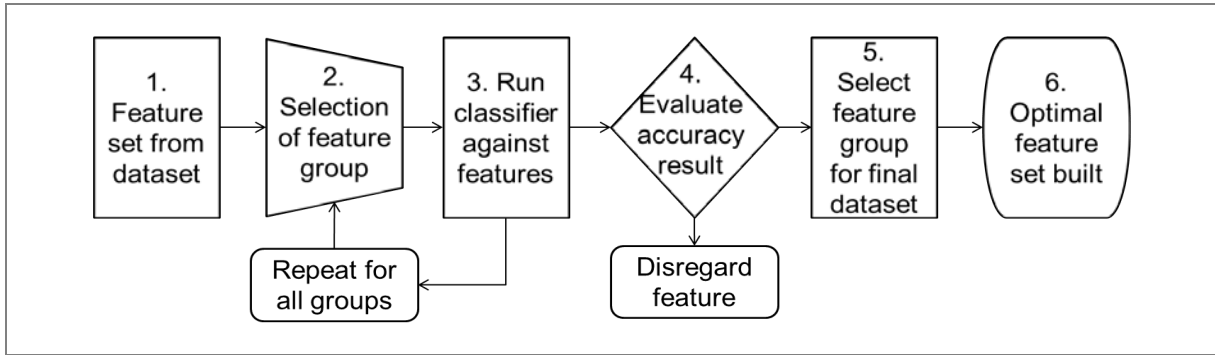 1.
Feature
set from
dataset
2.
Selection
of feature
group
3. Run
classifier
against
features
4.
Evaluate
accuracy
result
5.
Select
feature
group
for final
dataset
6.
Optimal
feature
set built
Repeat for
all groups
Disregard
feature